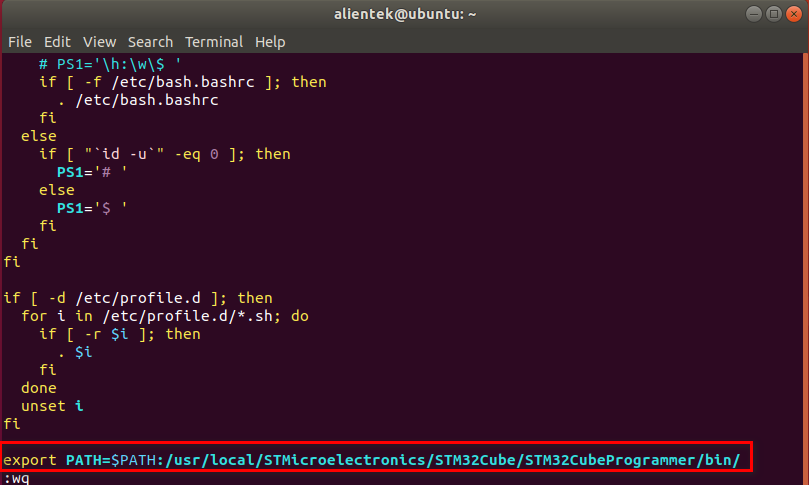 alientek@ubuntu: ~
File Edit View Search Terminal Help
    # PS1='\h:\w\$ '
    if [ -f /etc/bash.bashrc ]; then
      . /etc/bash.bashrc
    fi
  else
    if [ "`id -u`" -eq 0 ]; then
      PS1='# '
    else
      PS1='$ '
    fi
  fi
fi

if [ -d /etc/profile.d ]; then
  for i in /etc/profile.d/*.sh; do
    if [ -r $i ]; then
      . $i
    fi
  done
  unset i
fi

export PATH=$PATH:/usr/local/STMicroelectronics/STM32Cube/STM32CubeProgrammer/bin/
:wq